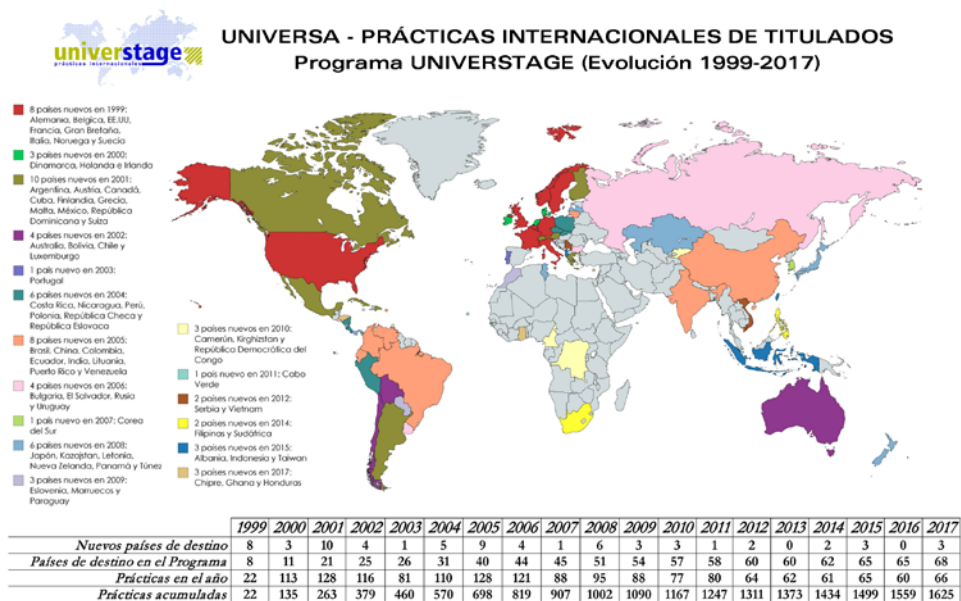 universtage
prácticas internacionales
UNIVERSA - PRÁCTICAS INTERNACIONALES DE TITULADOS
Programa UNIVERSTAGE (Evolución 1999-2017)
8 países nuevos en 1999:
Alemania, Belgica, EE.UU,
Francia, Gran Bretaña,
Italia, Noruega y Suecia
3 países nuevos en 2000:
Dinamarca, Holanda e Irlanda
10 países nuevos en 2001:
Argentina, Austria, Canadá,
Cuba, Finlandia, Grecia,
Malta, México, República
Dominicana y Suiza
4 países nuevos en 2002:
Australia, Bolivia, Chile y
Luxemburgo
1 país nuevo en 2003:
Portugal
6 países nuevos en 2004:
Costa Rica, Nicaragua, Perú,
Polonia, República Checa y
República Eslovaca
8 países nuevos en 2005:
Brasil, China, Colombia,
Ecuador, India, Lituania,
Puerto Rico y Venezuela
4 países nuevos en 2006:
Bulgaria, El Salvador, Rusia
y Uruguay
1 país nuevo en 2007: Corea
del Sur
6 países nuevos en 2008:
Japón, Kazajstan, Letonia,
Nueva Zelanda, Panamá y Túnez
3 países nuevos en 2009:
Eslovenia, Marruecos y
Paraguay
3 países nuevos en 2010:
Camerún, Kirghizstan y
República Democrática del
Congo
1 país nuevo en 2011: Cabo
Verde
2 países nuevos en 2012:
Serbia y Vietnam
2 países nuevos en 2014:
Filipinas y Sudáfrica
3 países nuevos en 2015:
Albania, Indonesia y Taiwan
3 países nuevos en 2017:
Chipre, Ghana y Honduras
1999 2000 2001 2002 2003 2004 2005 2006 2007 2008 2009 2010 2011 2012 2013 2014 2015 2016 2017
Nuevos países de destino 8 3 10 4 1 5 9 4 1 6 3 3 1 2 0 2 3 0 3
Países de destino en el Programa 8 11 21 25 26 31 40 44 45 51 54 57 58 60 60 62 65 65 68
Prácticas en el año 22 113 128 116 81 110 128 121 88 95 88 77 80 64 62 61 65 60 66
Prácticas acumuladas 22 135 263 379 460 570 698 819 907 1002 1090 1167 1247 1311 1373 1434 1499 1559 1625